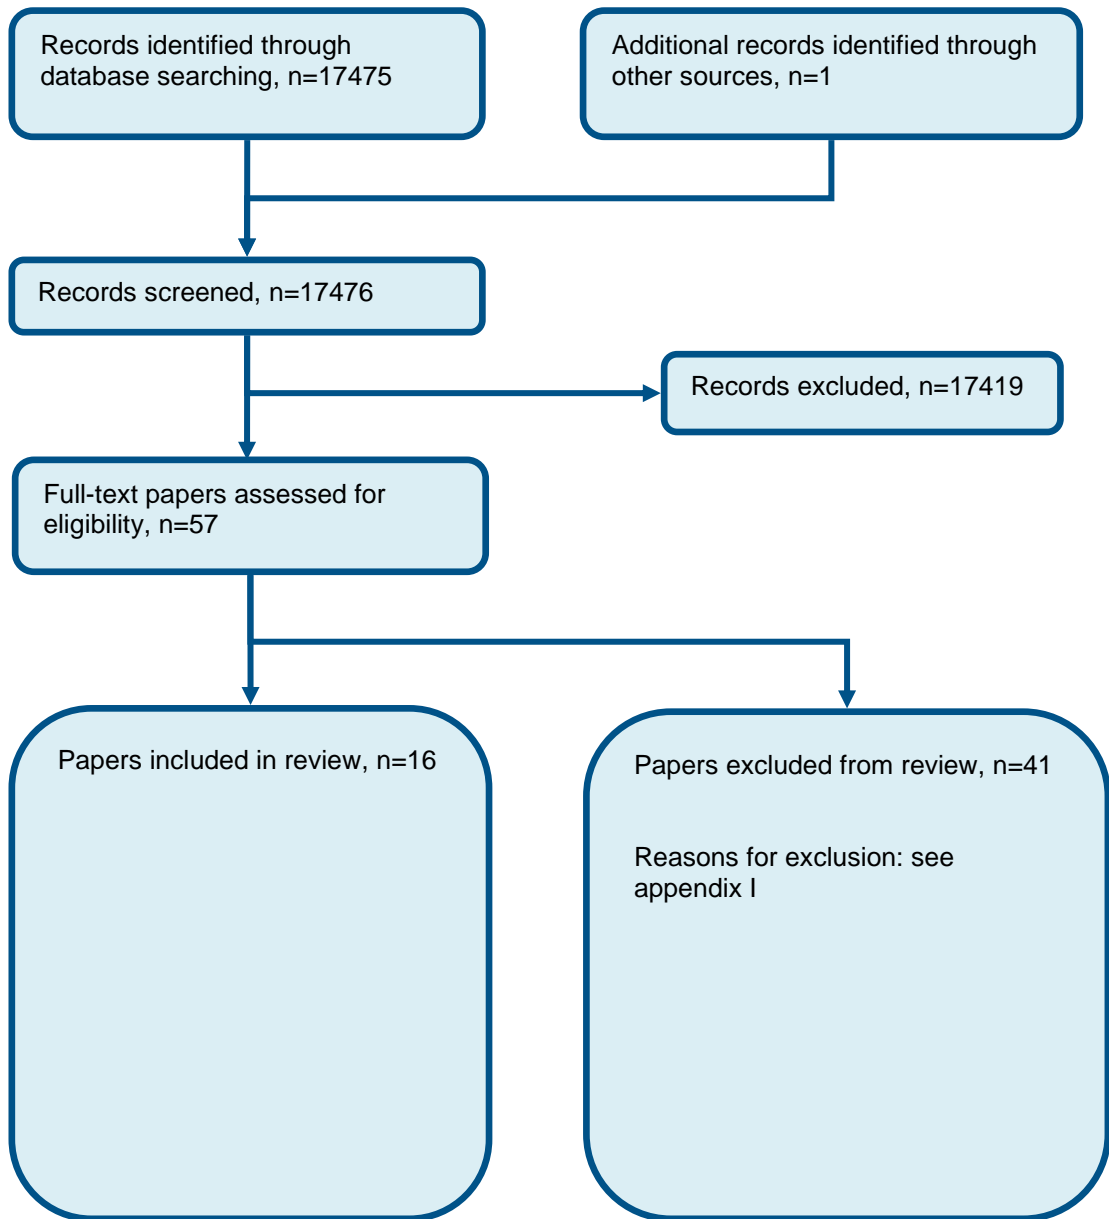 Records identified through
database searching, n=17475
Additional records identified through
other sources, n=1
Records screened, n=17476
Records excluded, n=17419
Full-text papers assessed for
eligibility, n=57
Papers included in review, n=16
Papers excluded from review, n=41
Reasons for exclusion: see
appendix I